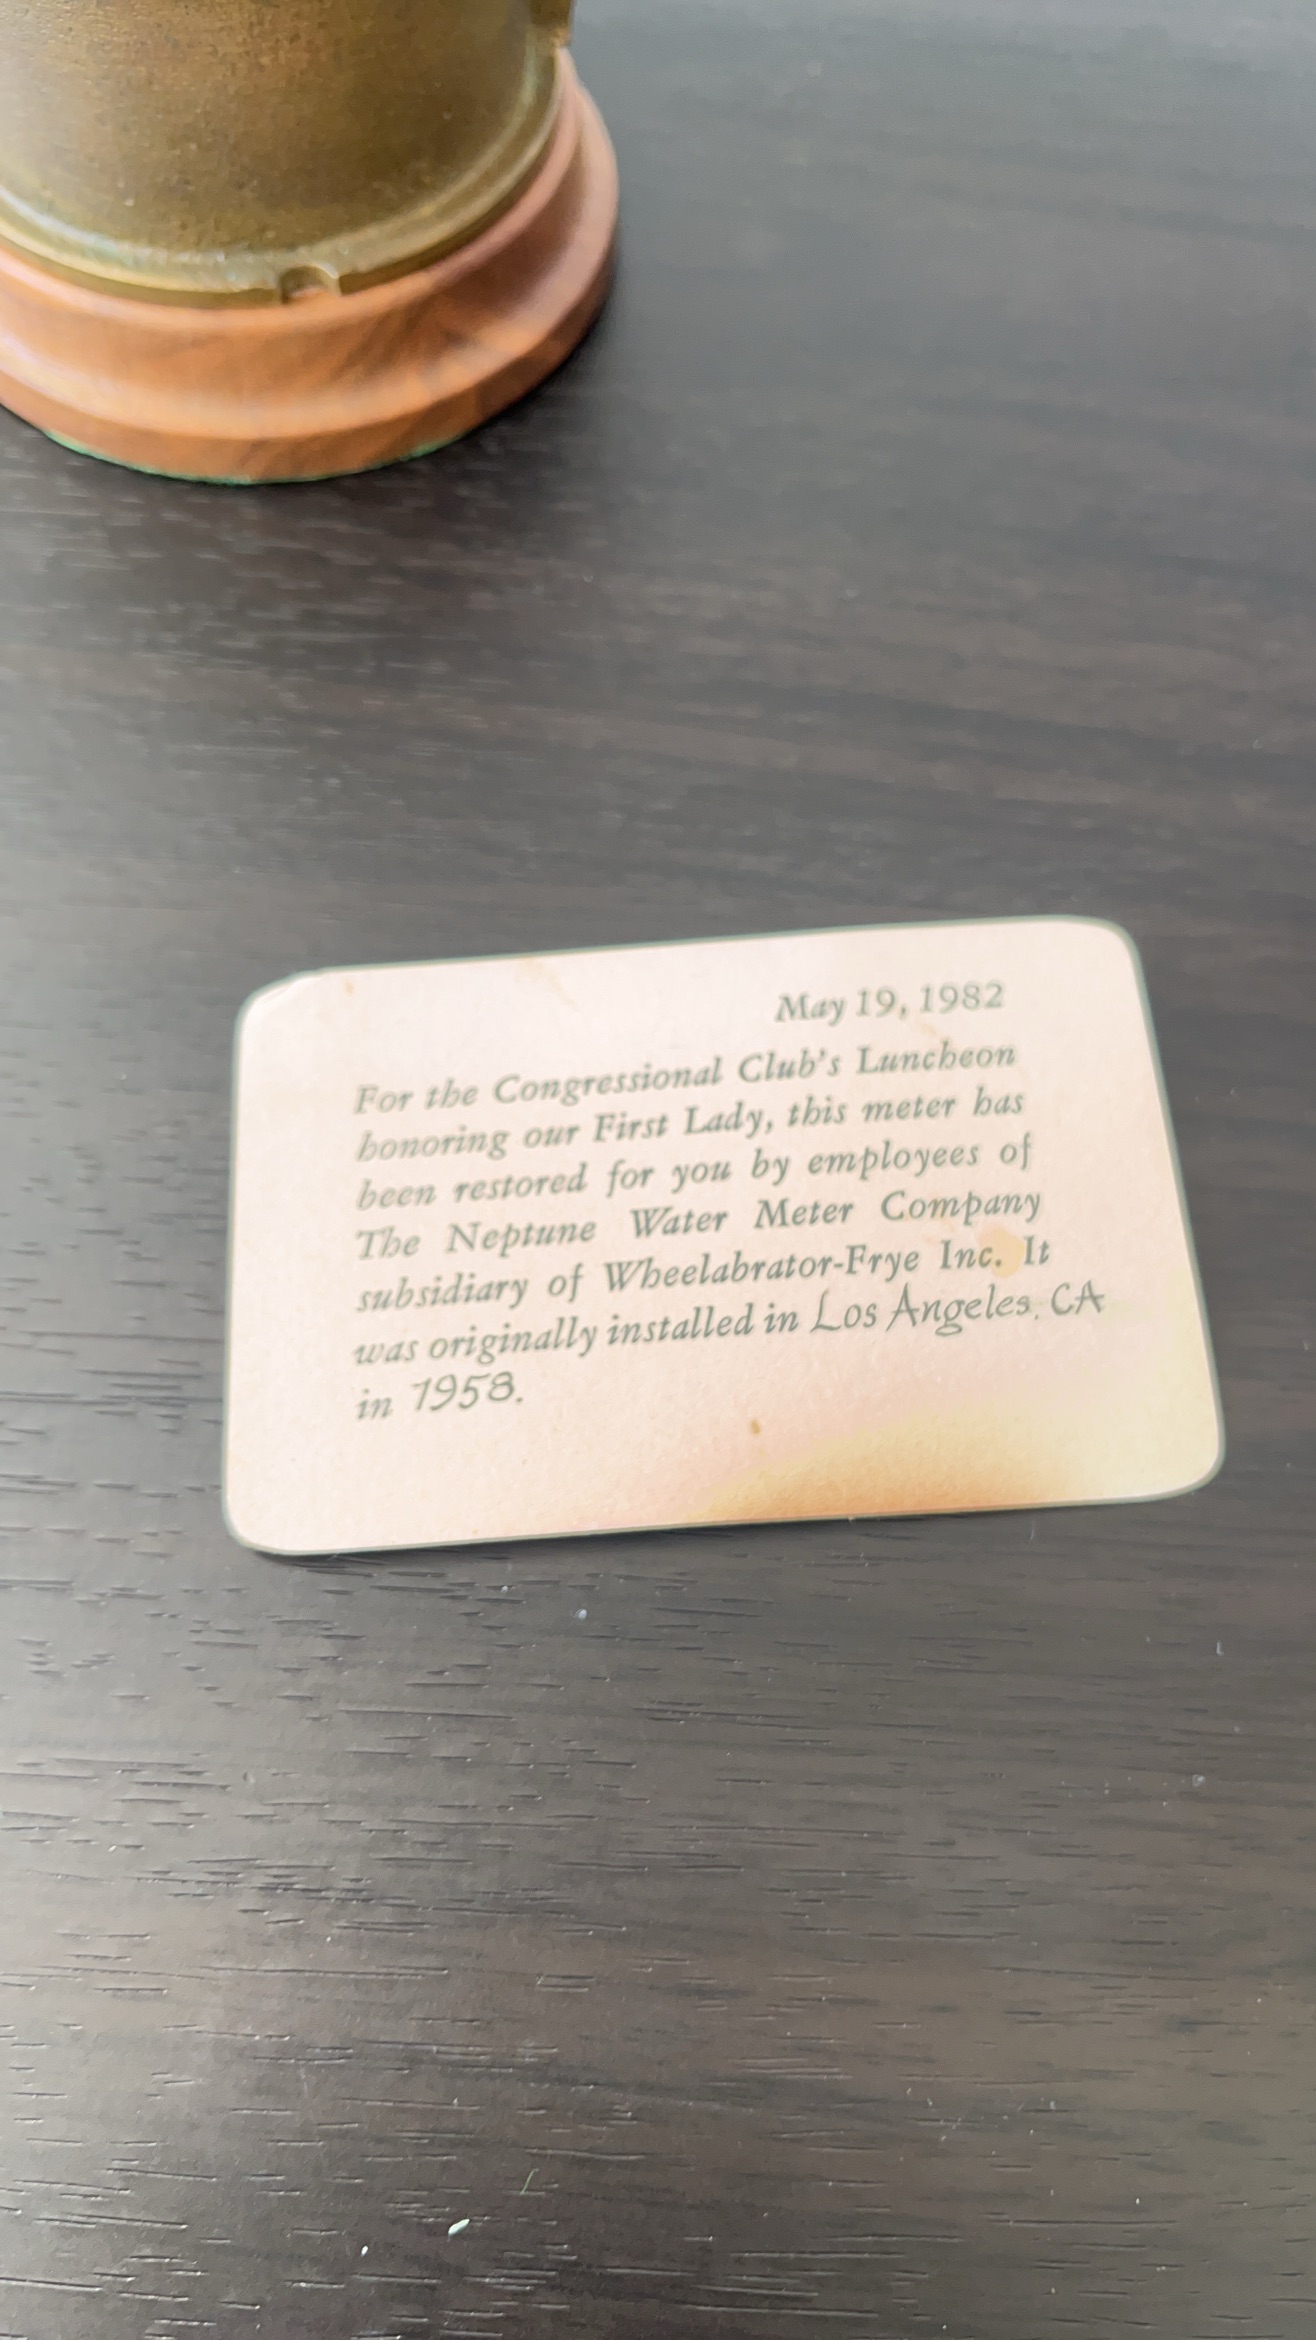 May 19, 1982
For the Congressional Club's Luncheon
honoring our First Lady, this meter has
been restored for you by employees of
The Neptune Water Meter Company
subsidiary of Wheelabrator-Frye Inc. It
was originally installed in Los Angeles, CA
in 1958.